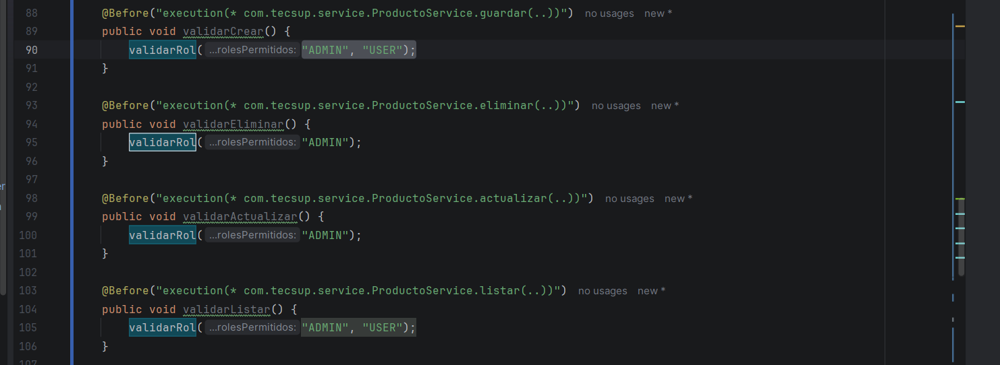 88 @Before("execution(* com.tecsup.service.ProductoService.guardar(..))") no usages new *
89 public void validarCrear() {
90 validarRol( ...rolesPermitidos: "ADMIN", "USER");
91 }
92
93 @Before("execution(* com.tecsup.service.ProductoService.eliminar(..))") no usages new *
94 public void validarEliminar() {
95 validarRol( ...rolesPermitidos: "ADMIN");
96 }
97
98 @Before("execution(* com.tecsup.service.ProductoService.actualizar(..))") no usages new *
99 public void validarActualizar() {
100 validarRol( ...rolesPermitidos: "ADMIN");
101 }
102
103 @Before("execution(* com.tecsup.service.ProductoService.listar(..))") no usages new *
104 public void validarListar() {
105 validarRol( ...rolesPermitidos: "ADMIN", "USER");
106 }
107